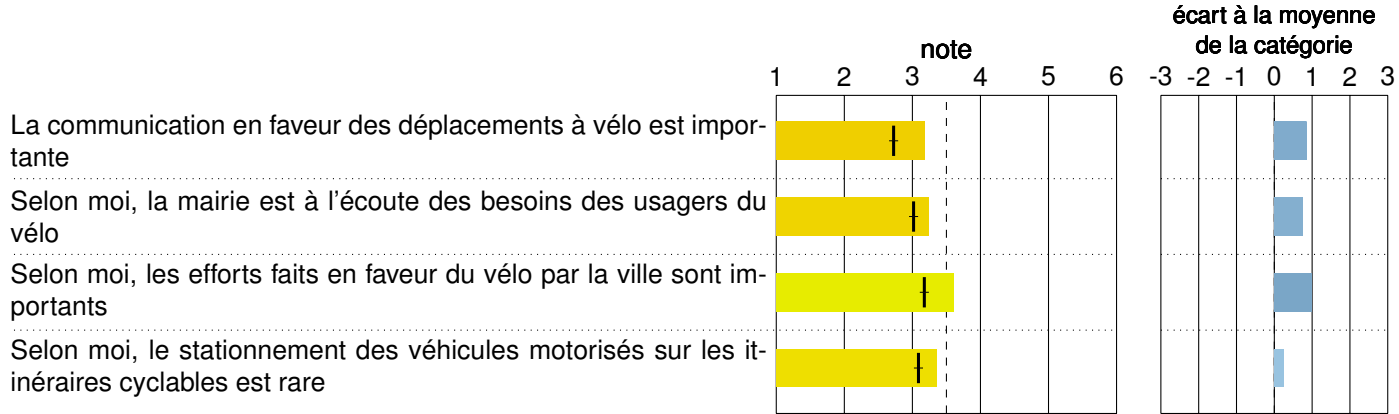 écart à la moyenne
de la catégorie
note
1 2 3 4 5 6
-3 -2 -1 0 1 2 3
La communication en faveur des déplacements à vélo est impor-
tante
Selon moi, la mairie est à l'écoute des besoins des usagers du
vélo
Selon moi, les efforts faits en faveur du vélo par la ville sont im-
portants
Selon moi, le stationnement des véhicules motorisés sur les it-
inéraires cyclables est rare